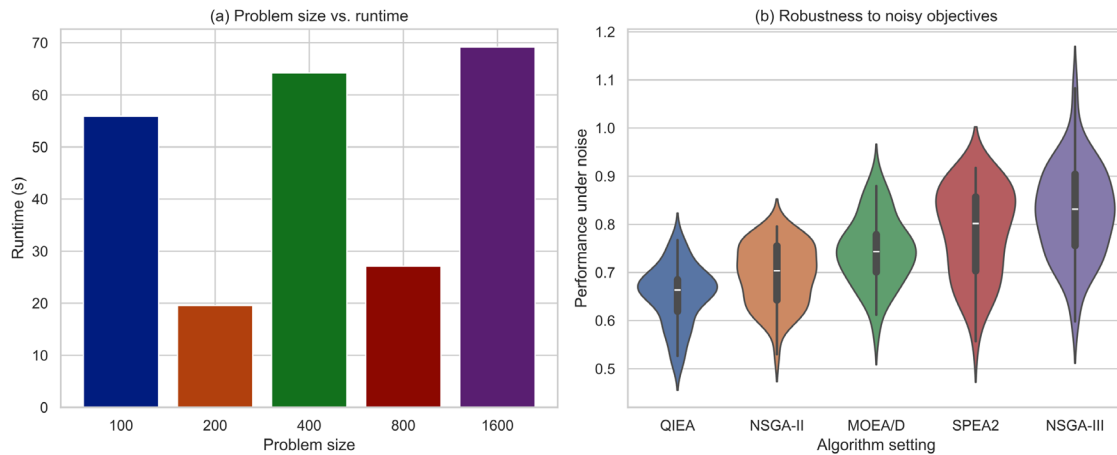 (a) Problem size vs. runtime
70
60
50
40
30
20
10
0
Runtime (s)
100 200 400 800 1600
Problem size
(b) Robustness to noisy objectives
1.2
1.1
1.0
0.9
0.8
0.7
0.6
0.5
Performance under noise
QIEA NSGA-II MOEA/D SPEA2 NSGA-III
Algorithm setting